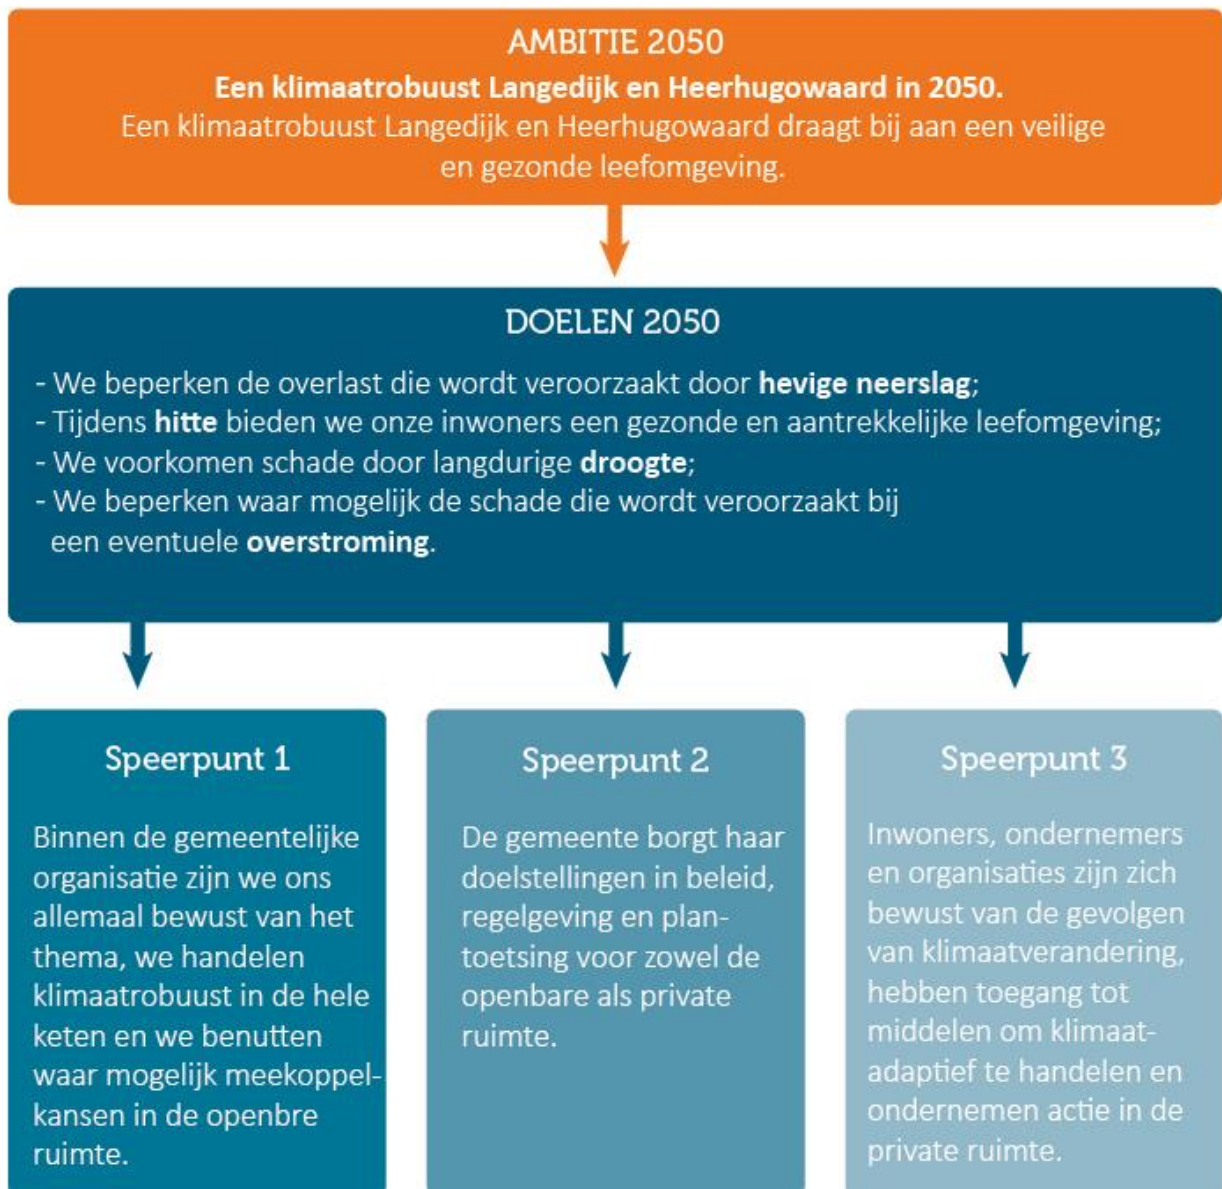 AMBITIE 2050
Een klimaatrobuust Langedijk en Heerhugowaard in 2050.
Een klimaatrobuust Langedijk en Heerhugowaard draagt bij aan een veilige
en gezonde leefomgeving.
DOELEN 2050
- We beperken de overlast die wordt veroorzaakt door hevige neerslag;
- Tijdens hitte bieden we onze inwoners een gezonde en aantrekkelijke leefomgeving;
- We voorkomen schade door langdurige droogte;
- We beperken waar mogelijk de schade die wordt veroorzaakt bij
een eventuele overstroming.
Speerpunt 1
Binnen de gemeentelijke
organisatie zijn we ons
allemaal bewust van het
thema, we handelen
klimaatrobuust in de hele
keten en we benutten
waar mogelijk meekoppel-
kansen in de openbre
ruimte.
Speerpunt 2
De gemeente borgt haar
doelstellingen in beleid,
regelgeving en plan-
toetsing voor zowel de
openbare als private
ruimte.
Speerpunt 3
Inwoners, ondernemers
en organisaties zijn zich
bewust van de gevolgen
van klimaatverandering,
hebben toegang tot
middelen om klimaat-
adaptief te handelen en
ondernemen actie in de
private ruimte.